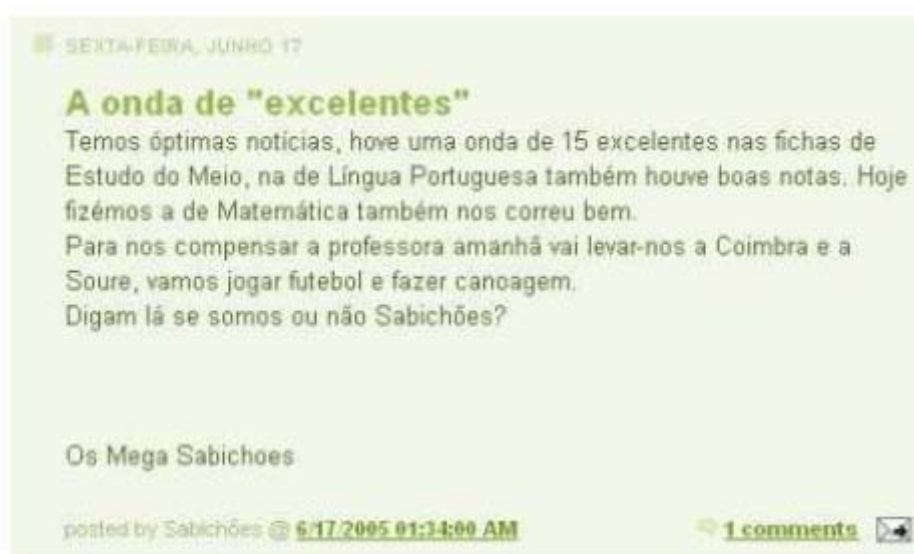 SEXTA-FEIRA, JUNHO 17
A onda de "excelentes"
Temos óptimas notícias, hove uma onda de 15 excelentes nas fichas de
Estudo do Meio, na de Língua Portuguesa também houve boas notas. Hoje
fizémos a de Matemática também nos correu bem.
Para nos compensar a professora amanhã vai levar-nos a Coimbra e a
Soure, vamos jogar futebol e fazer canoagem.
Digam lá se somos ou não Sabichões?
Os Mega Sabichoes
posted by Sabichões @ 6/17/2005 01:34:00 AM 1 comments